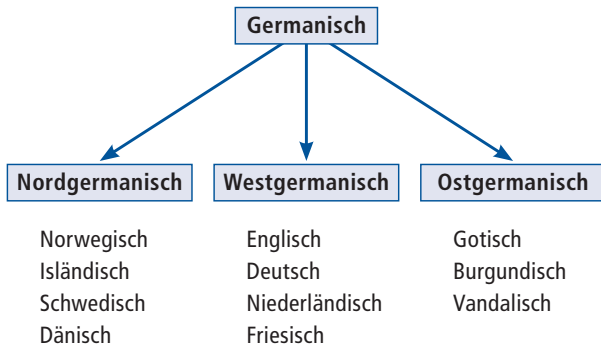 Germanisch
Nordgermanisch
Norwegisch
Isländisch
Schwedisch
Dänisch
Westgermanisch
Englisch
Deutsch
Niederländisch
Friesisch
Ostgermanisch
Gotisch
Burgundisch
Vandalisch